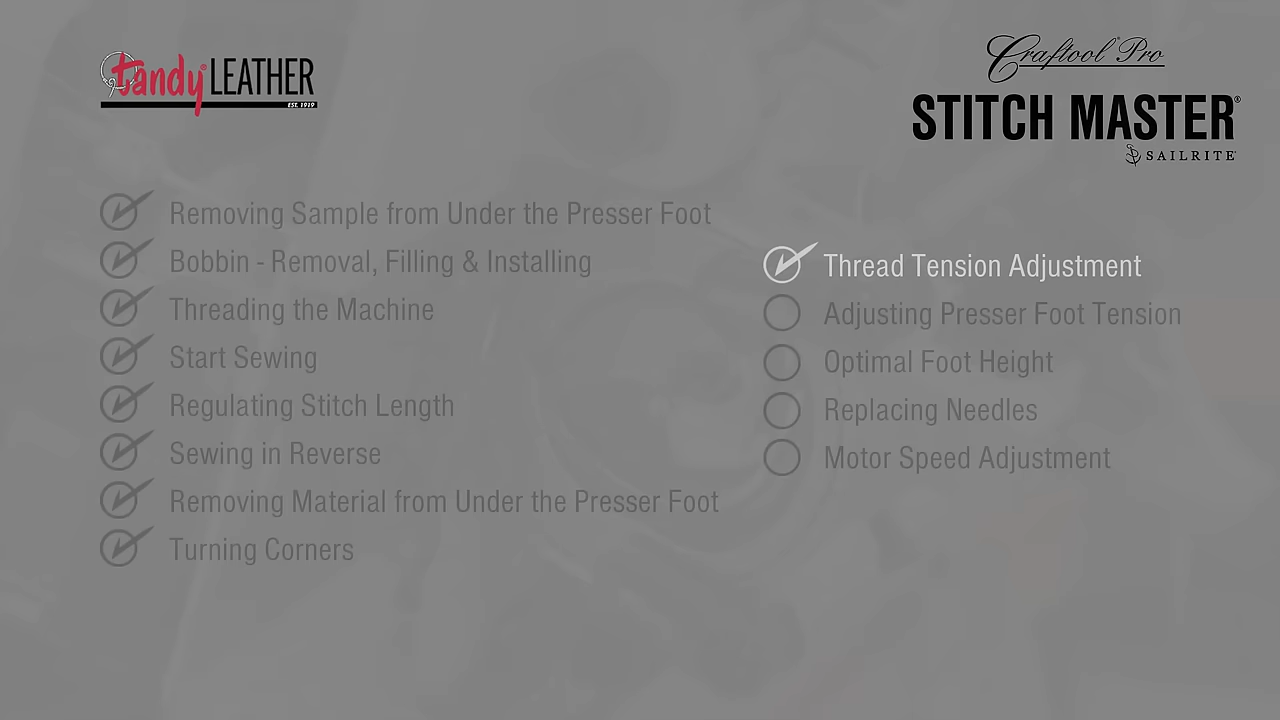 tandy® LEATHER
EST. 1919
Craftool® Pro
STITCH MASTER®
SAILRITE®
Removing Sample from Under the Presser Foot
Bobbin - Removal, Filling & Installing
Threading the Machine
Start Sewing
Regulating Stitch Length
Sewing in Reverse
Removing Material from Under the Presser Foot
Turning Corners
Thread Tension Adjustment
Adjusting Presser Foot Tension
Optimal Foot Height
Replacing Needles
Motor Speed Adjustment